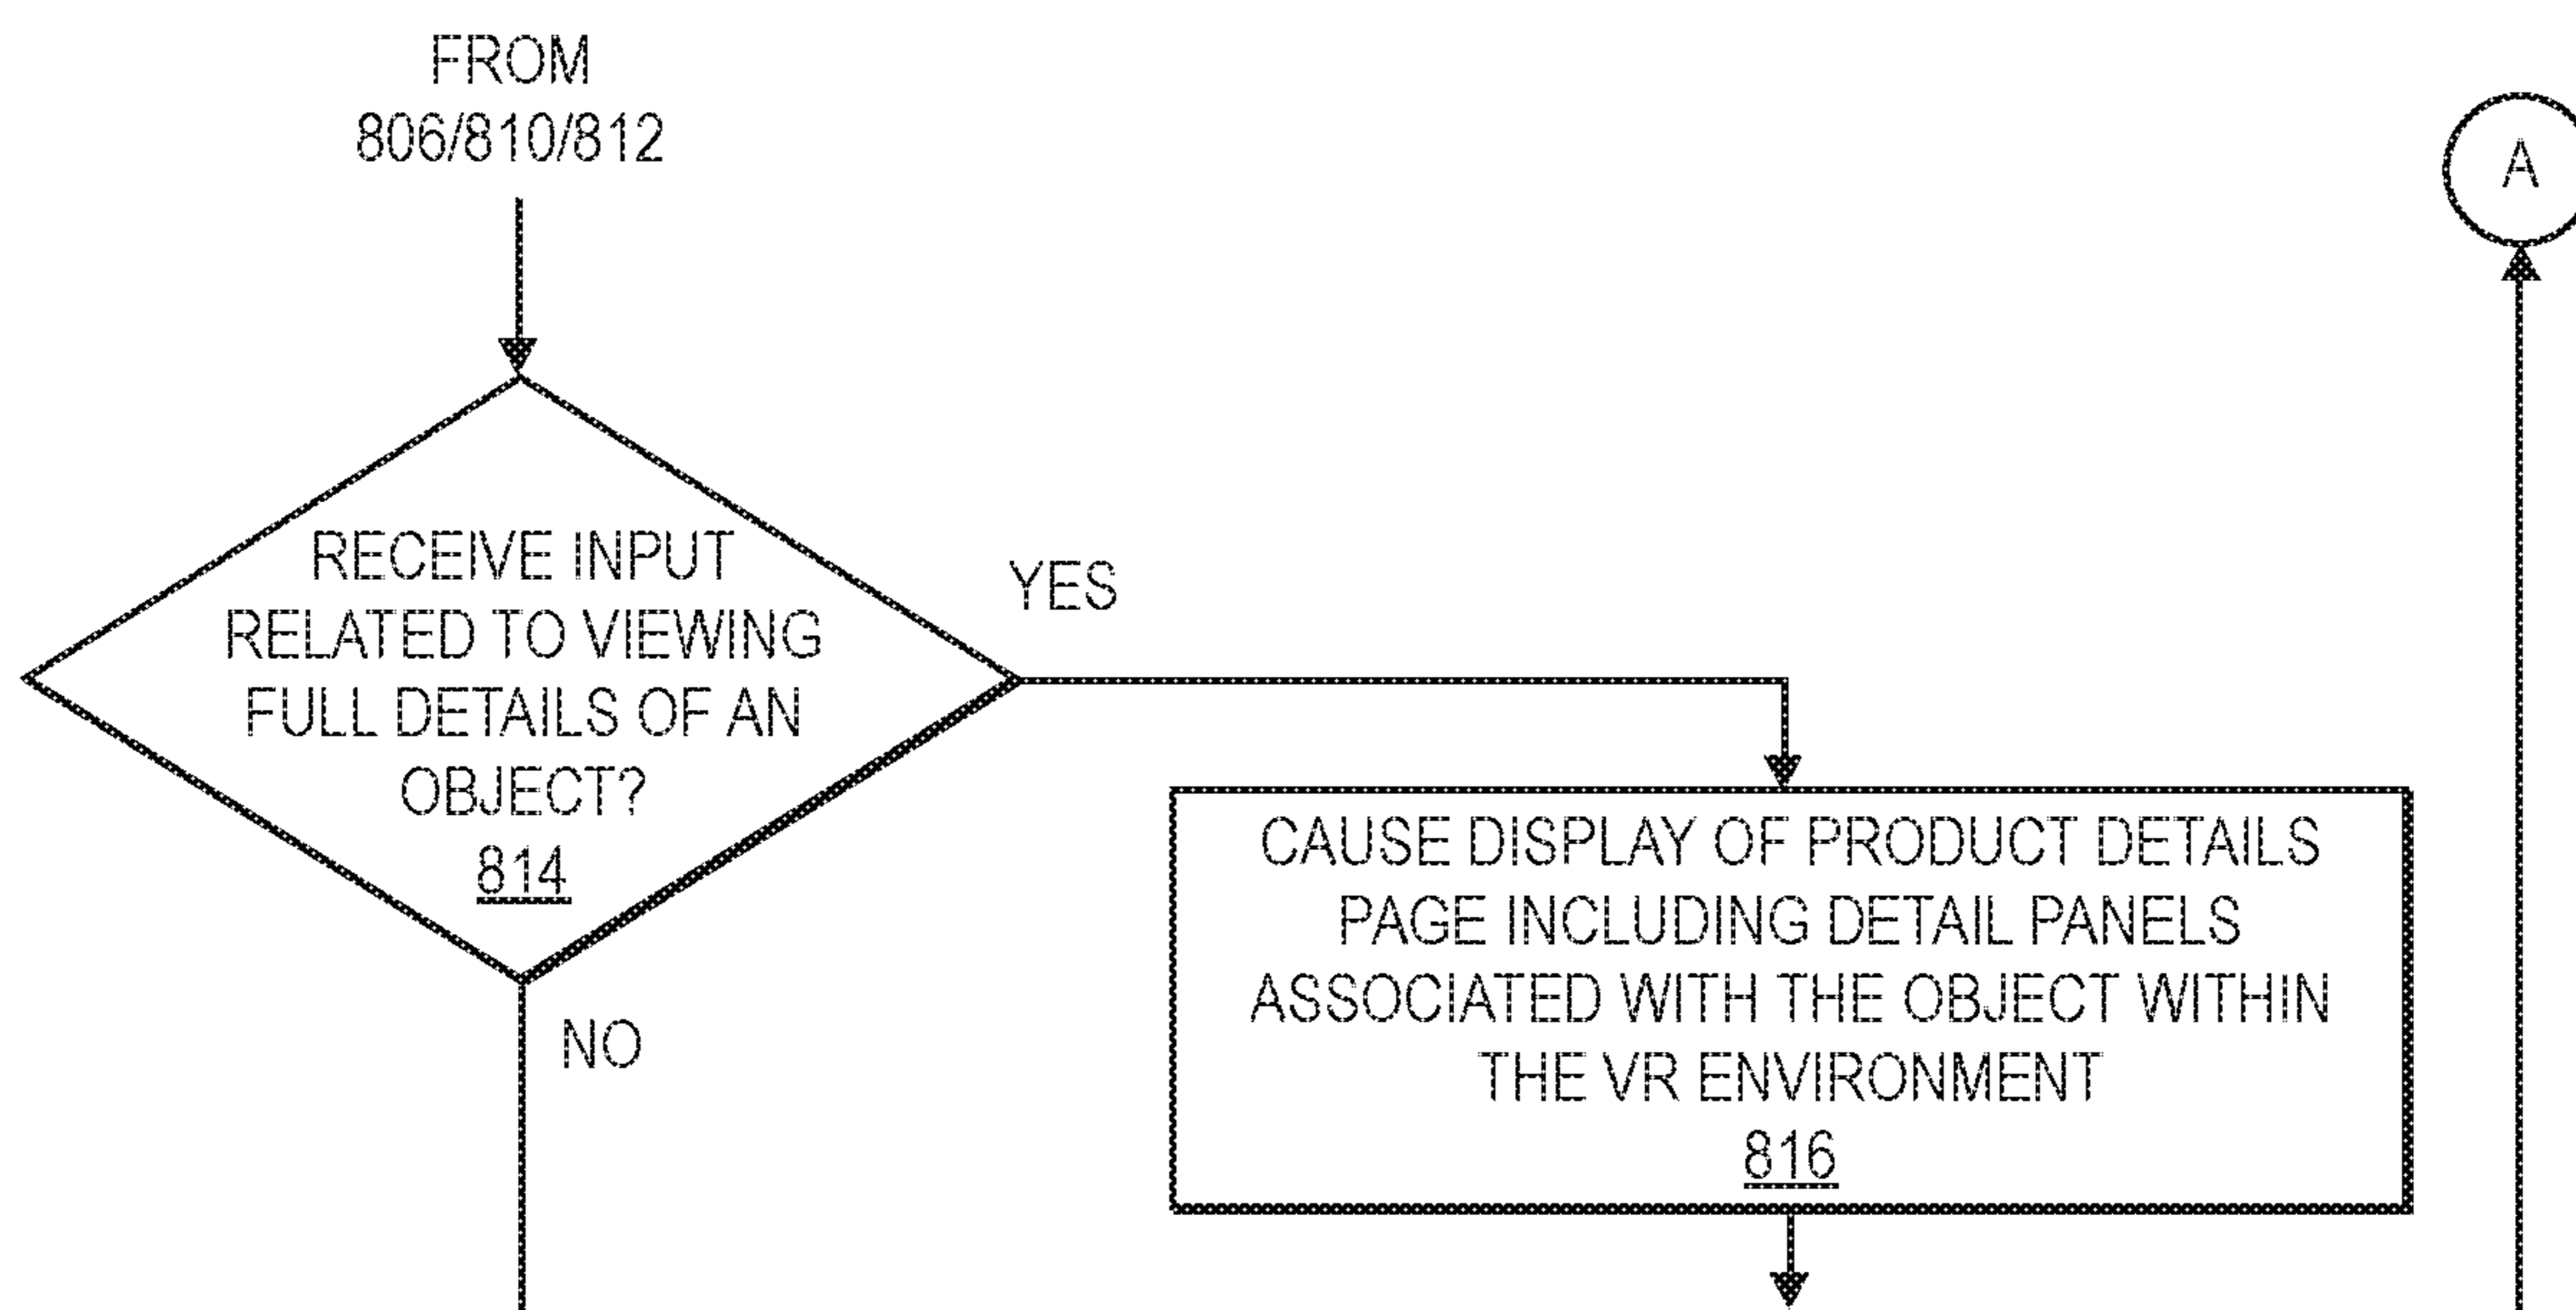 FROM
806/810/812
A
RECEIVE INPUT
RELATED TO VIEWING
FULL DETAILS OF AN
OBJECT?
814
YES
NO
CAUSE DISPLAY OF PRODUCT DETAILS
PAGE INCLUDING DETAIL PANELS
ASSOCIATED WITH THE OBJECT WITHIN
THE VR ENVIRONMENT
816